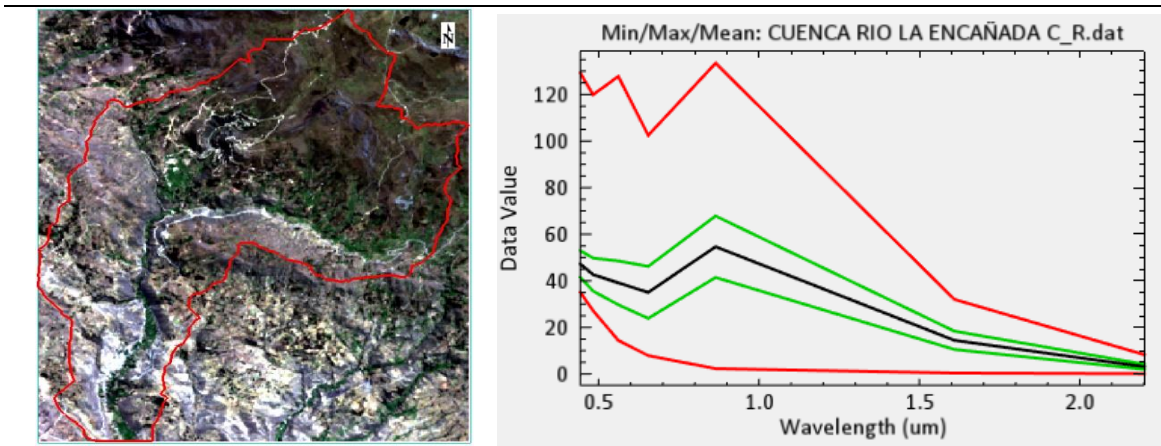 N
Min/Max/Mean: CUENCA RIO LA ENCAÑADA C_R.dat
Data Value
120
100
80
60
40
20
0
0.5 1.0 1.5 2.0
Wavelength (um)